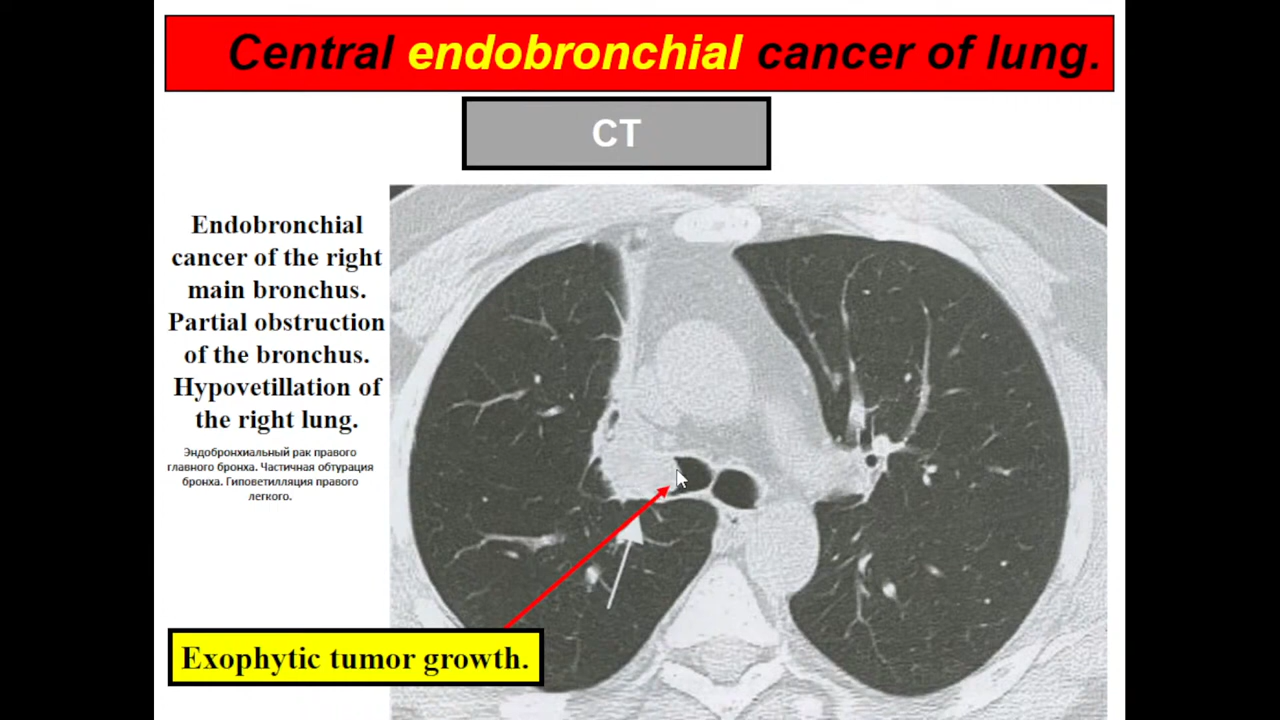 Central endobronchial cancer of lung.
CT
Endobronchial
cancer of the right
main bronchus.
Partial obstruction
of the bronchus.
Hypovetillation of
the right lung.
Эндобронхиальный рак правого
главного бронха. Частичная обтурация
бронха. Гиповетилляция правого
легкого.
Exophytic tumor growth.